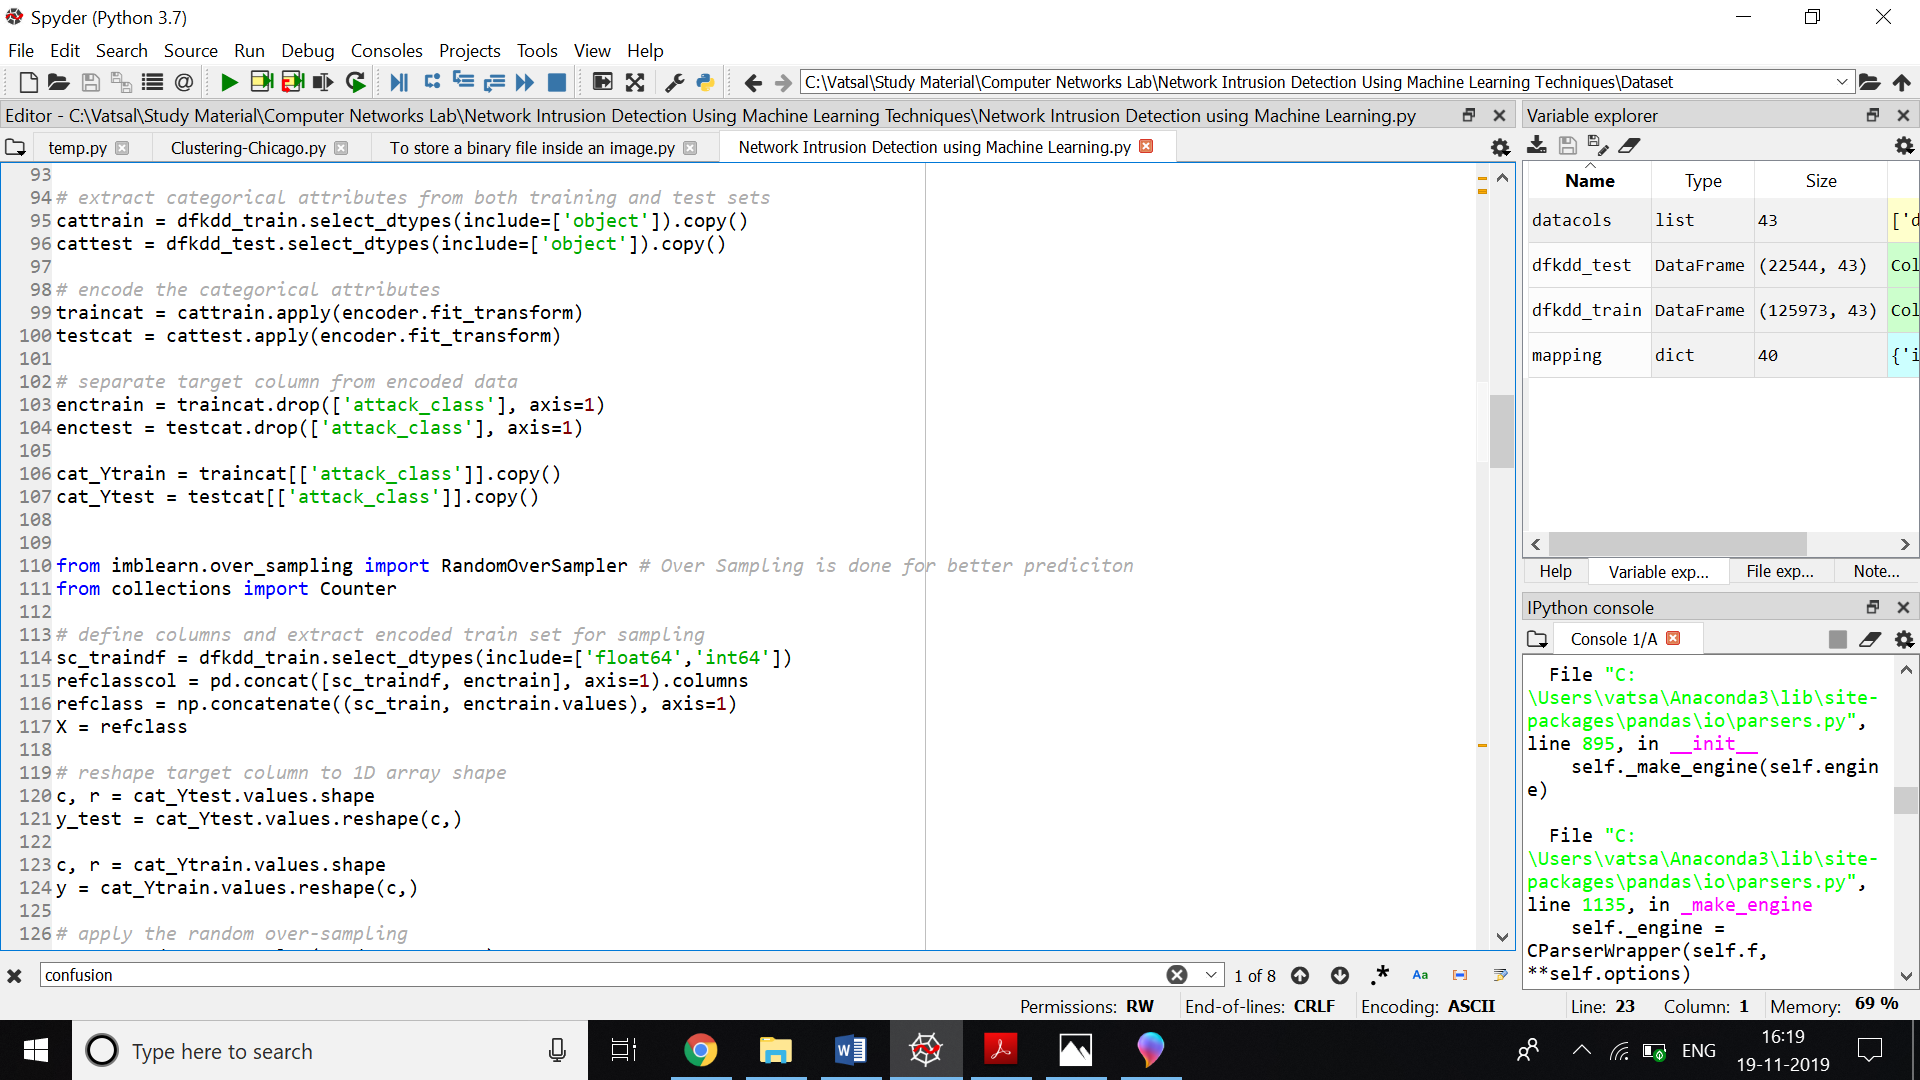 Spyder (Python 3.7)
File Edit Search Source Run Debug Consoles Projects Tools View Help
C:\Vatsal\Study Material\Computer Networks Lab\Network Intrusion Detection Using Machine Learning Techniques\Dataset
Editor - C:\Vatsal\Study Material\Computer Networks Lab\Network Intrusion Detection Using Machine Learning Techniques\Network Intrusion Detection using Machine Learning.py
temp.py Clustering-Chicago.py To store a binary file inside an image.py Network Intrusion Detection using Machine Learning.py
93
94 # extract categorical attributes from both training and test sets
95 cattrain = dfkdd_train.select_dtypes(include=['object']).copy()
96 cattest = dfkdd_test.select_dtypes(include=['object']).copy()
97
98 # encode the categorical attributes
99 traincat = cattrain.apply(encoder.fit_transform)
100 testcat = cattest.apply(encoder.fit_transform)
101
102 # separate target column from encoded data
103 enctrain = traincat.drop(['attack_class'], axis=1)
104 enctest = testcat.drop(['attack_class'], axis=1)
105
106 cat_Ytrain = traincat[['attack_class']].copy()
107 cat_Ytest = testcat[['attack_class']].copy()
108
109
110 from imblearn.over_sampling import RandomOverSampler # Over Sampling is done for better prediciton
111 from collections import Counter
112
113 # define columns and extract encoded train set for sampling
114 sc_traindf = dfkdd_train.select_dtypes(include=['float64','int64'])
115 refclasscol = pd.concat([sc_traindf, enctrain], axis=1).columns
116 refclass = np.concatenate((sc_train, enctrain.values), axis=1)
117 X = refclass
118
119 # reshape target column to 1D array shape
120 c, r = cat_Ytest.values.shape
121 y_test = cat_Ytest.values.reshape(c,)
122
123 c, r = cat_Ytrain.values.shape
124 y = cat_Ytrain.values.reshape(c,)
125
126 # apply the random over-sampling
confusion 1 of 8 .* Aa
Variable explorer
Name Type Size
datacols list 43 ['d
dfkdd_test DataFrame (22544, 43) Col
dfkdd_train DataFrame (125973, 43) Col
mapping dict 40 {'i
Help Variable exp... File exp... Note...
IPython console
Console 1/A
File "C:
\Users\vatsa\Anaconda3\lib\site-
packages\pandas\io\parsers.py",
line 895, in __init__
self._make_engine(self.engin
e)
File "C:
\Users\vatsa\Anaconda3\lib\site-
packages\pandas\io\parsers.py",
line 1135, in _make_engine
self._engine =
CParserWrapper(self.f,
**self.options)
Permissions: RW End-of-lines: CRLF Encoding: ASCII Line: 23 Column: 1 Memory: 69 %
Type here to search
ENG
16:19
19-11-2019